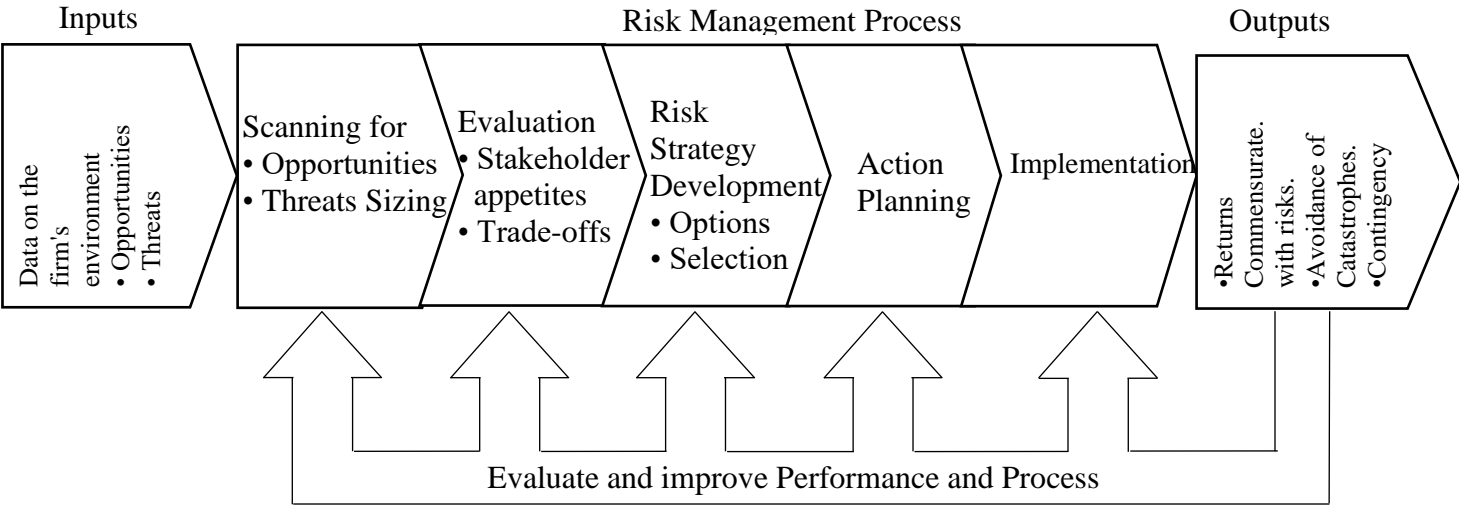 Inputs
Risk Management Process
Outputs
Data on the
firm's
environment
• Opportunities
• Threats
Scanning for
• Opportunities
• Threats Sizing
Evaluation
• Stakeholder
appetites
• Trade-offs
Risk
Strategy
Development
• Options
• Selection
Action
Planning
Implementation
•Returns
Commensurate.
with risks.
•Avoidance of
Catastrophes.
•Contingency
Evaluate and improve Performance and Process